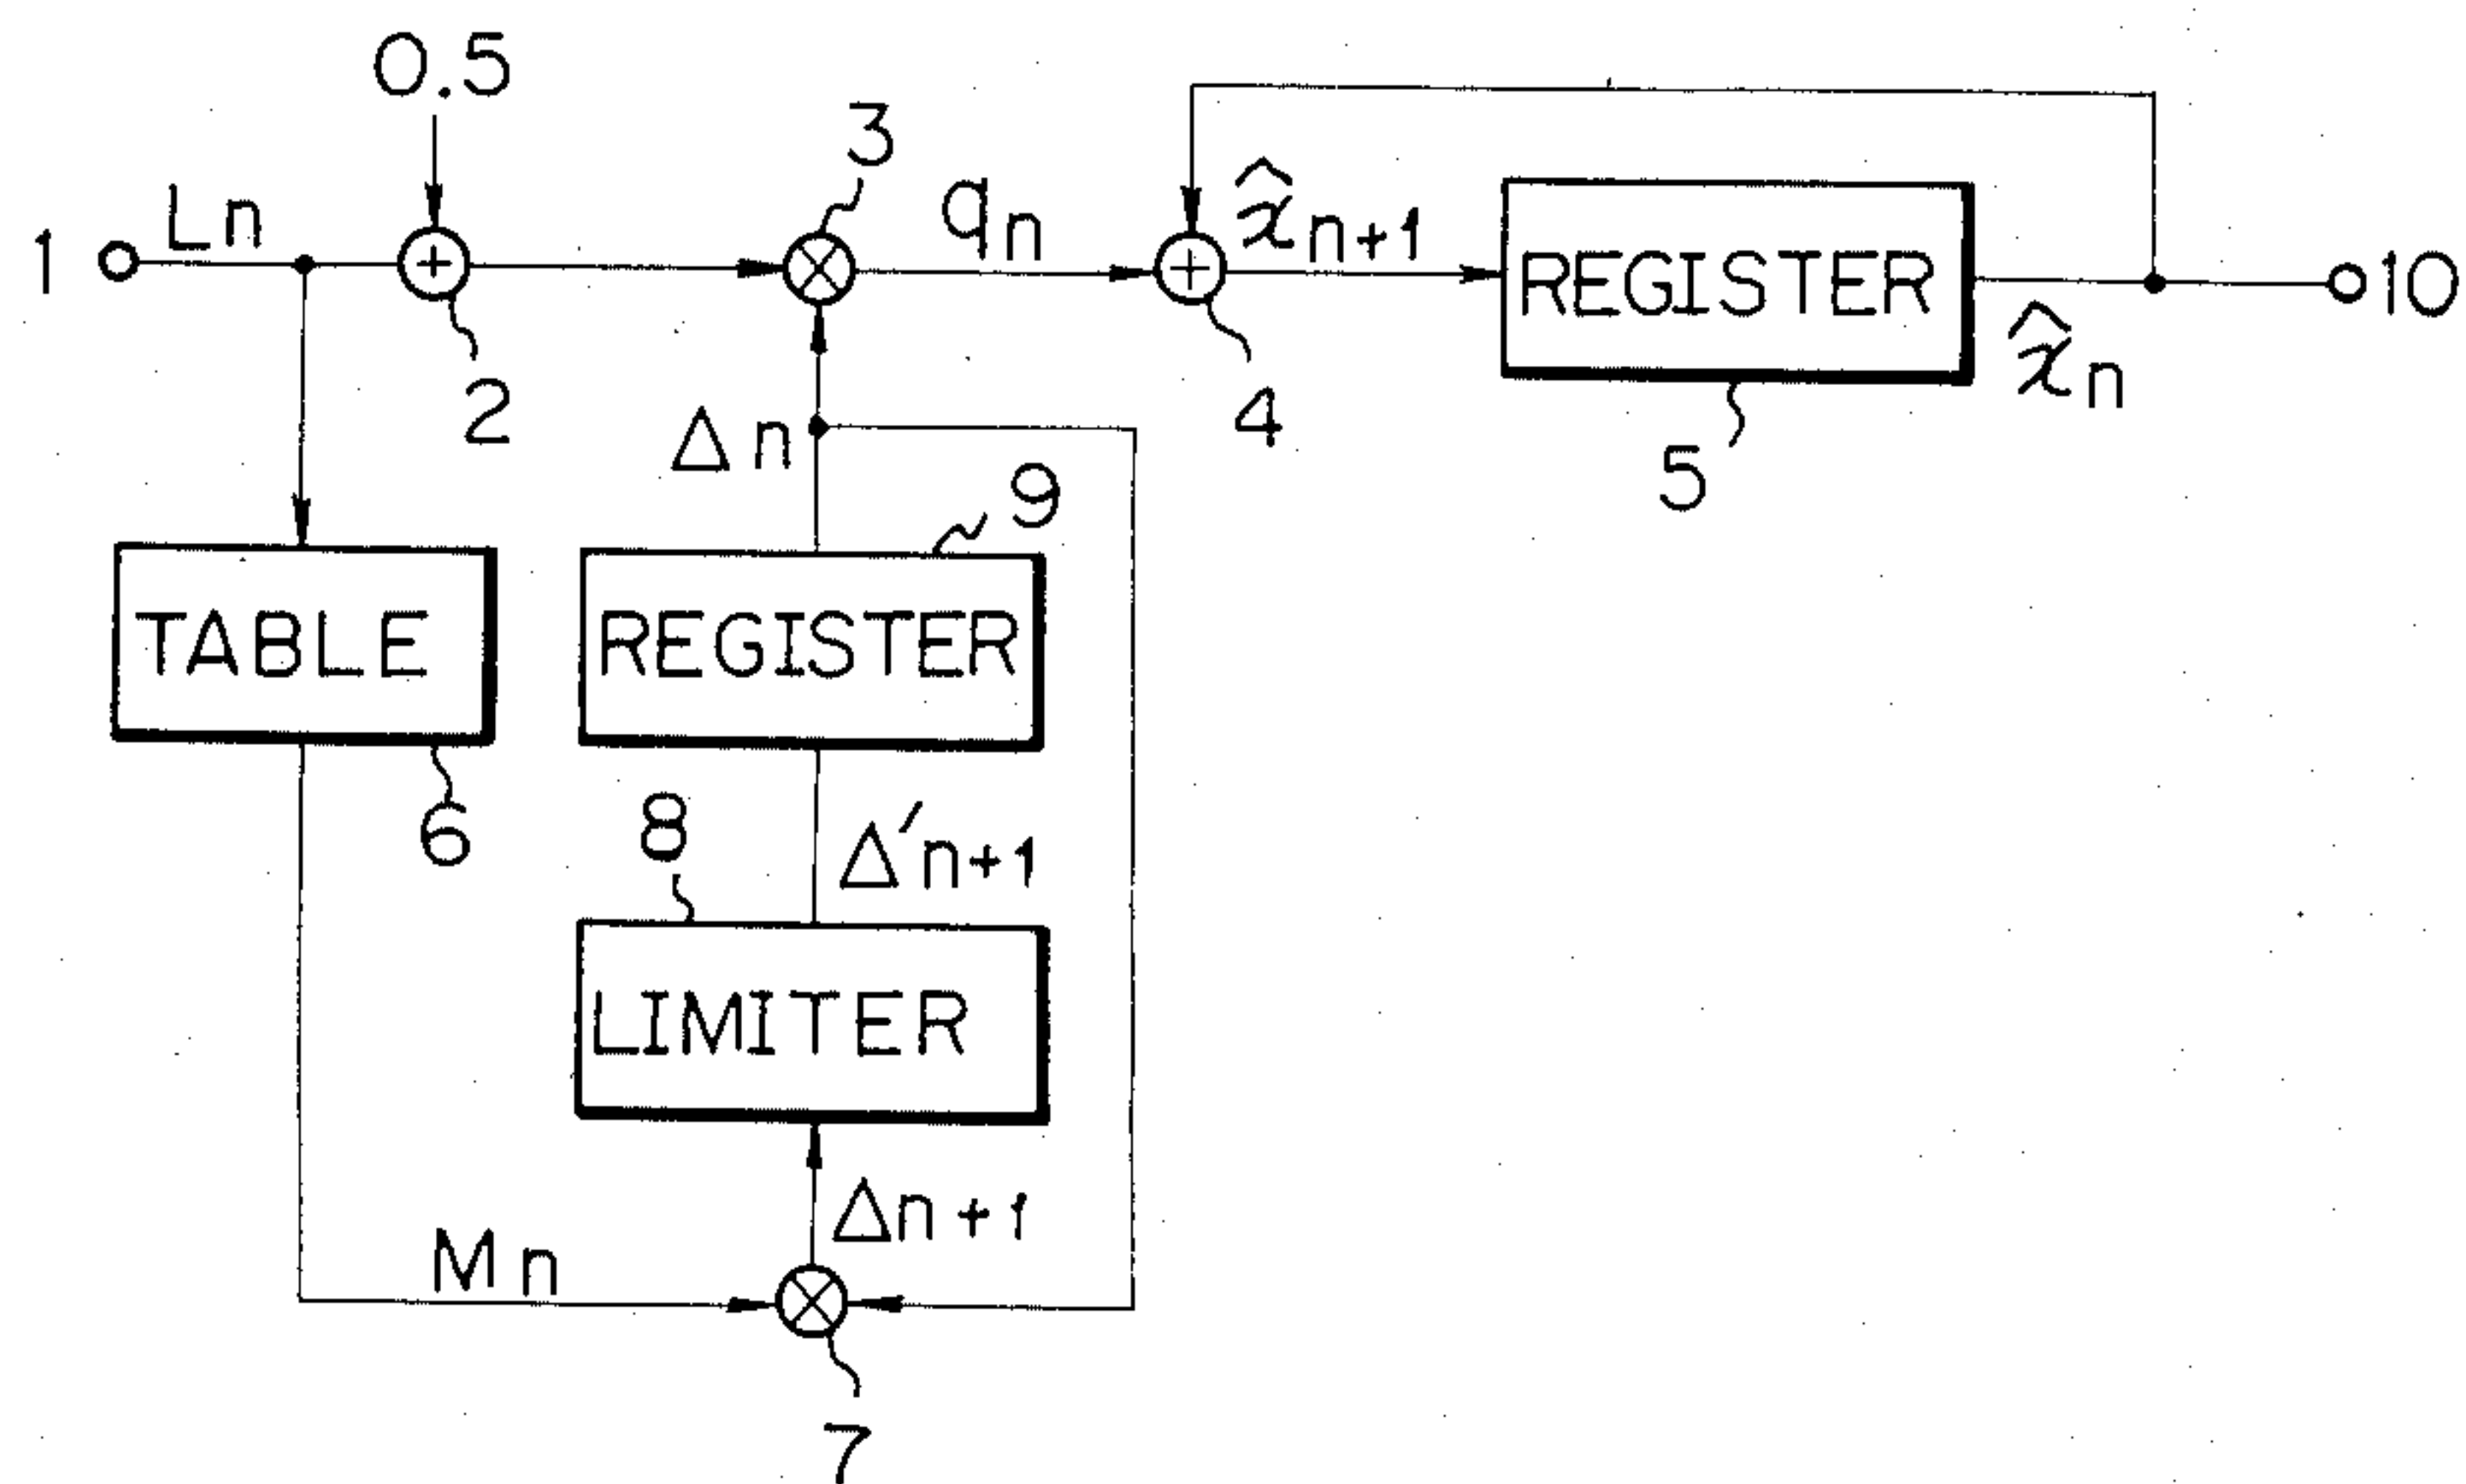 0.5
3
1
Ln
qn
x̂n+1
REGISTER
10
x̂n
2
Δn
4
5
9
TABLE
REGISTER
6
8
Δ'n+1
LIMITER
Δn+1
Mn
7